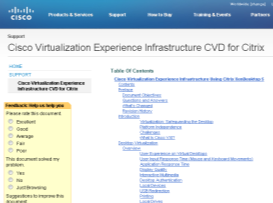 Worldwide [change]
CISCO
Products & Services
Support
How to Buy
Training & Events
Partners
Support
Cisco Virtualization Experience Infrastructure CVD for Citrix
HOME
SUPPORT
Cisco Virtualization Experience Infrastructure CVD for Citrix
Feedback: Help us help you
Please rate this document.
Excellent
Good
Average
Fair
Poor
This document solved my problem.
Yes
No
Just Browsing
Suggestions to improve this
Table Of Contents
Cisco Virtualization Experience Infrastructure Using Citrix XenDesktop 5
Contents
Preface
Document Objectives
Questions and Answers
What's Changed
Revision History
Introduction
Virtualization: Safeguarding the Desktop
Platform Independence
Challenges
What Is Cisco VXI?
Desktop Virtualization
Overview
User Experience on Virtual Desktops
User Input Response Time (Mouse and Keyboard Movements)
Application Response Time
Display Quality
Interactive Multimedia
Desktop Authentication
Local Devices
USB Redirection
Printing